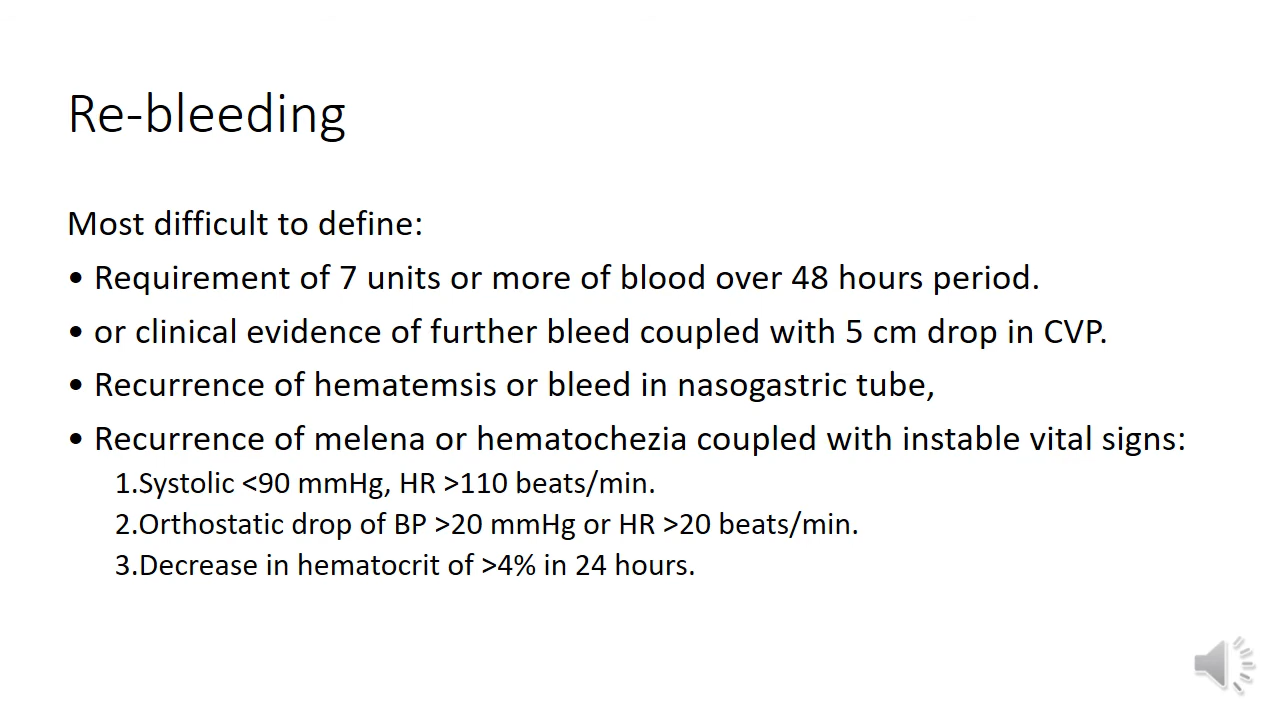 Re-bleeding
Most difficult to define:
• Requirement of 7 units or more of blood over 48 hours period.
• or clinical evidence of further bleed coupled with 5 cm drop in CVP.
• Recurrence of hematemsis or bleed in nasogastric tube,
• Recurrence of melena or hematochezia coupled with instable vital signs:
1.Systolic <90 mmHg, HR >110 beats/min.
2.Orthostatic drop of BP >20 mmHg or HR >20 beats/min.
3.Decrease in hematocrit of >4% in 24 hours.